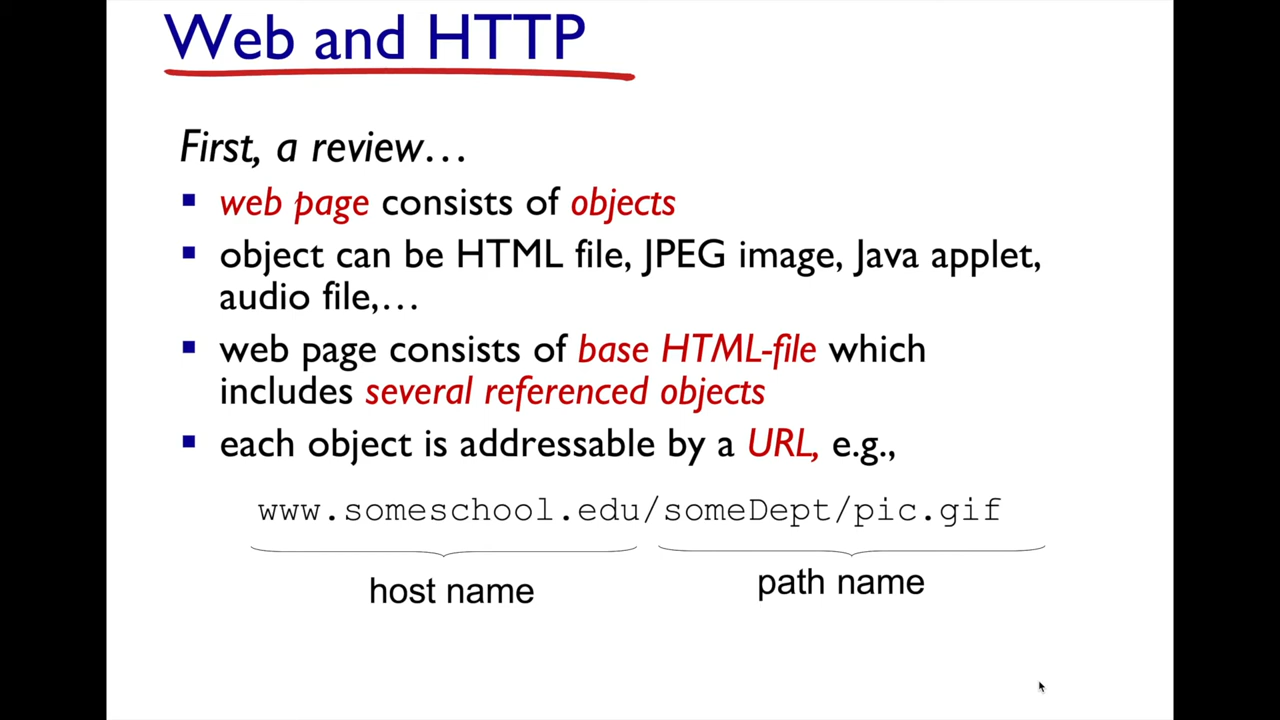 Web and HTTP
First, a review…
▪ web page consists of objects
▪ object can be HTML file, JPEG image, Java applet,
audio file,…
▪ web page consists of base HTML-file which
includes several referenced objects
▪ each object is addressable by a URL, e.g.,
www.someschool.edu/someDept/pic.gif
host name
path name